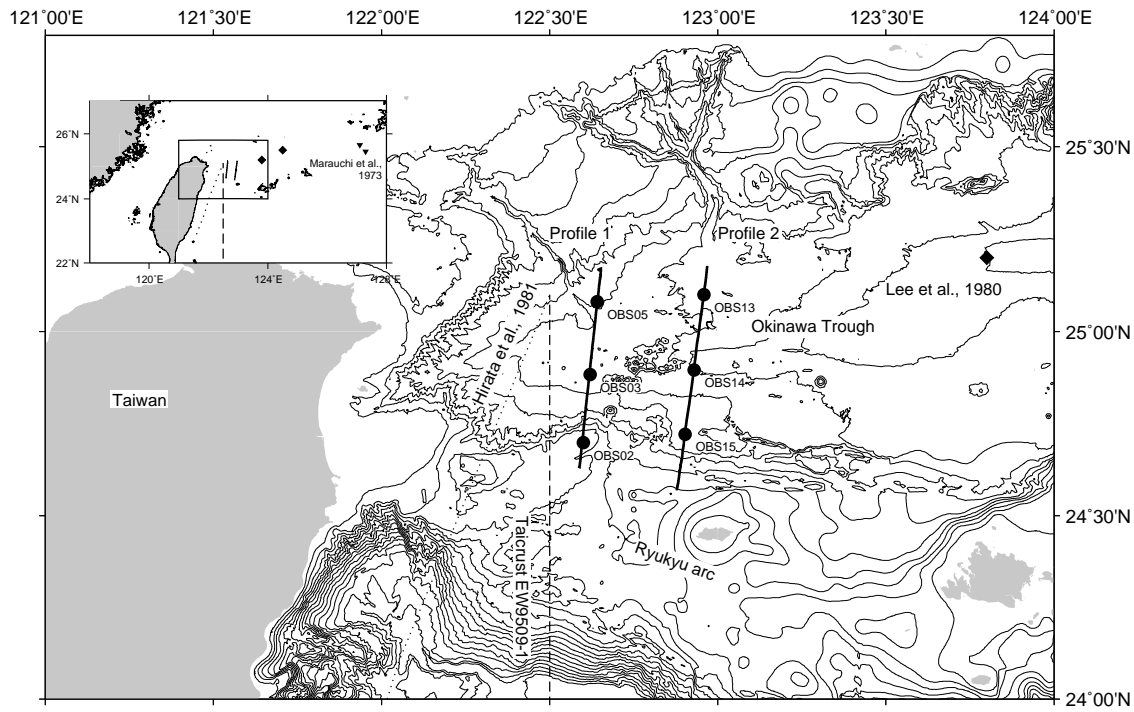 121˚00'E
121˚30'E
122˚00'E
122˚30'E
123˚00'E
123˚30'E
124˚00'E
26˚N
24˚N
22˚N
120˚E
124˚E
128˚E
Marauchi et al.,
1973
25˚30'N
25˚00'N
24˚30'N
24˚00'N
Profile 1
Profile 2
Lee et al., 1980
OBS05
OBS13
Okinawa Trough
Hirata et al., 1981
OBS03
OBS14
Taiwan
OBS02
OBS15
Taicrust EW9509-1
Ryukyu arc